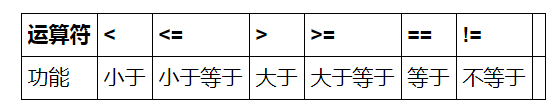 运算符 < <= > >= == !=
功能 小于 小于等于 大于 大于等于 等于 不等于